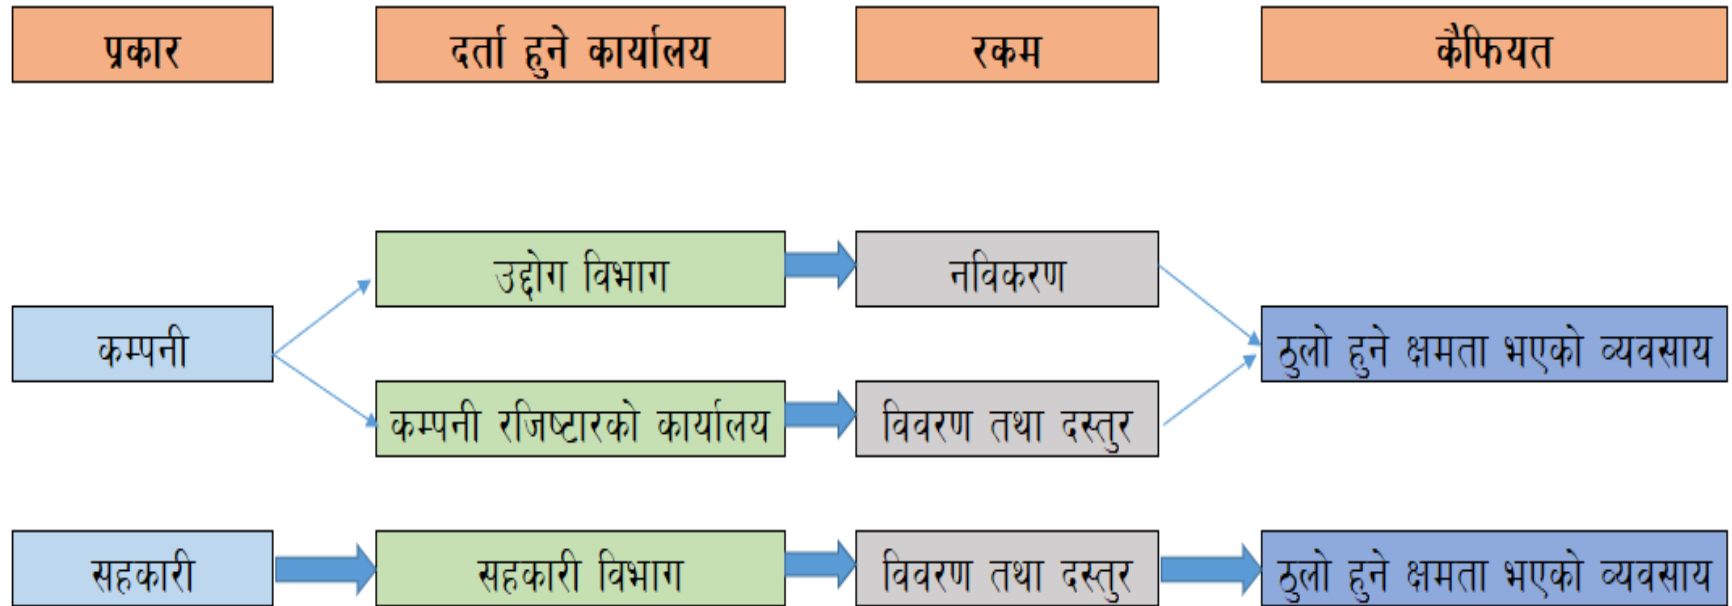 प्रकार
दर्ता हुने कार्यालय
रकम
कैफियत
उद्दोग विभाग
नविकरण
कम्पनी
ठुलो हुने क्षमता भएको व्यवसाय
कम्पनी रजिष्टारको कार्यालय
विवरण तथा दस्तुर
सहकारी
सहकारी विभाग
विवरण तथा दस्तुर
ठुलो हुने क्षमता भएको व्यवसाय